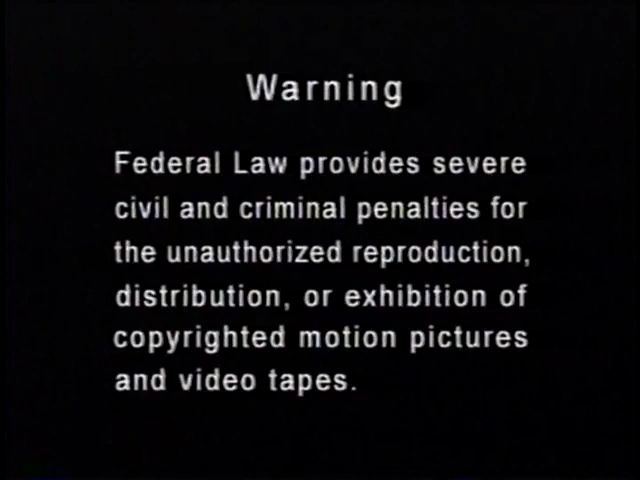 Warning
Federal Law provides severe
civil and criminal penalties for
the unauthorized reproduction,
distribution, or exhibition of
copyrighted motion pictures
and video tapes.